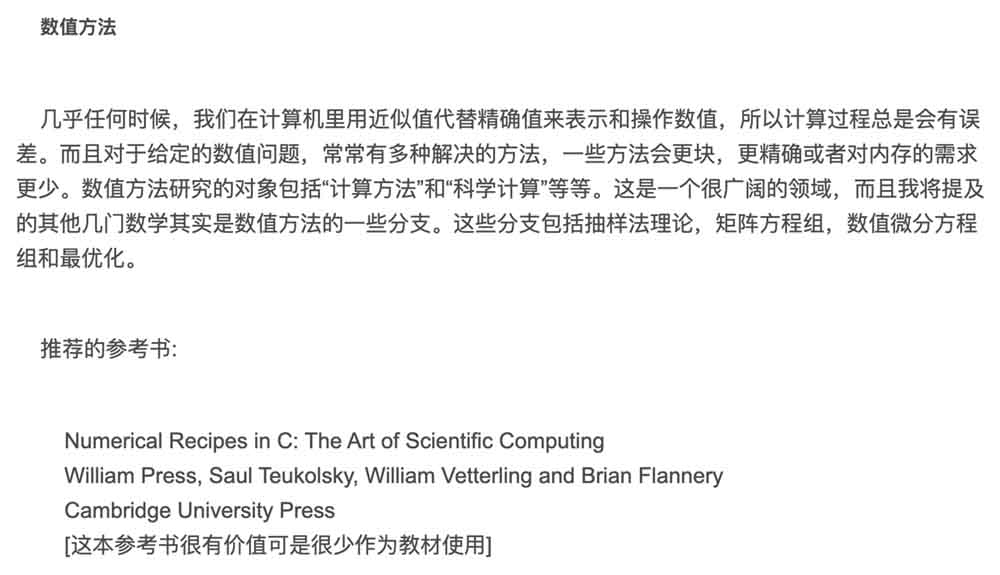 数值方法
几乎任何时候，我们在计算机里用近似值代替精确值来表示和操作数值，所以计算过程总是会有误
差。而且对于给定的数值问题，常常有多种解决的方法，一些方法会更块，更精确或者对内存的需求
更少。数值方法研究的对象包括“计算方法”和“科学计算”等等。这是一个很广阔的领域，而且我将提及
的其他几门数学其实是数值方法的一些分支。这些分支包括抽样法理论，矩阵方程组，数值微分方程
组和最优化。
推荐的参考书:
Numerical Recipes in C: The Art of Scientific Computing
William Press, Saul Teukolsky, William Vetterling and Brian Flannery
Cambridge University Press
[这本参考书很有价值可是很少作为教材使用]